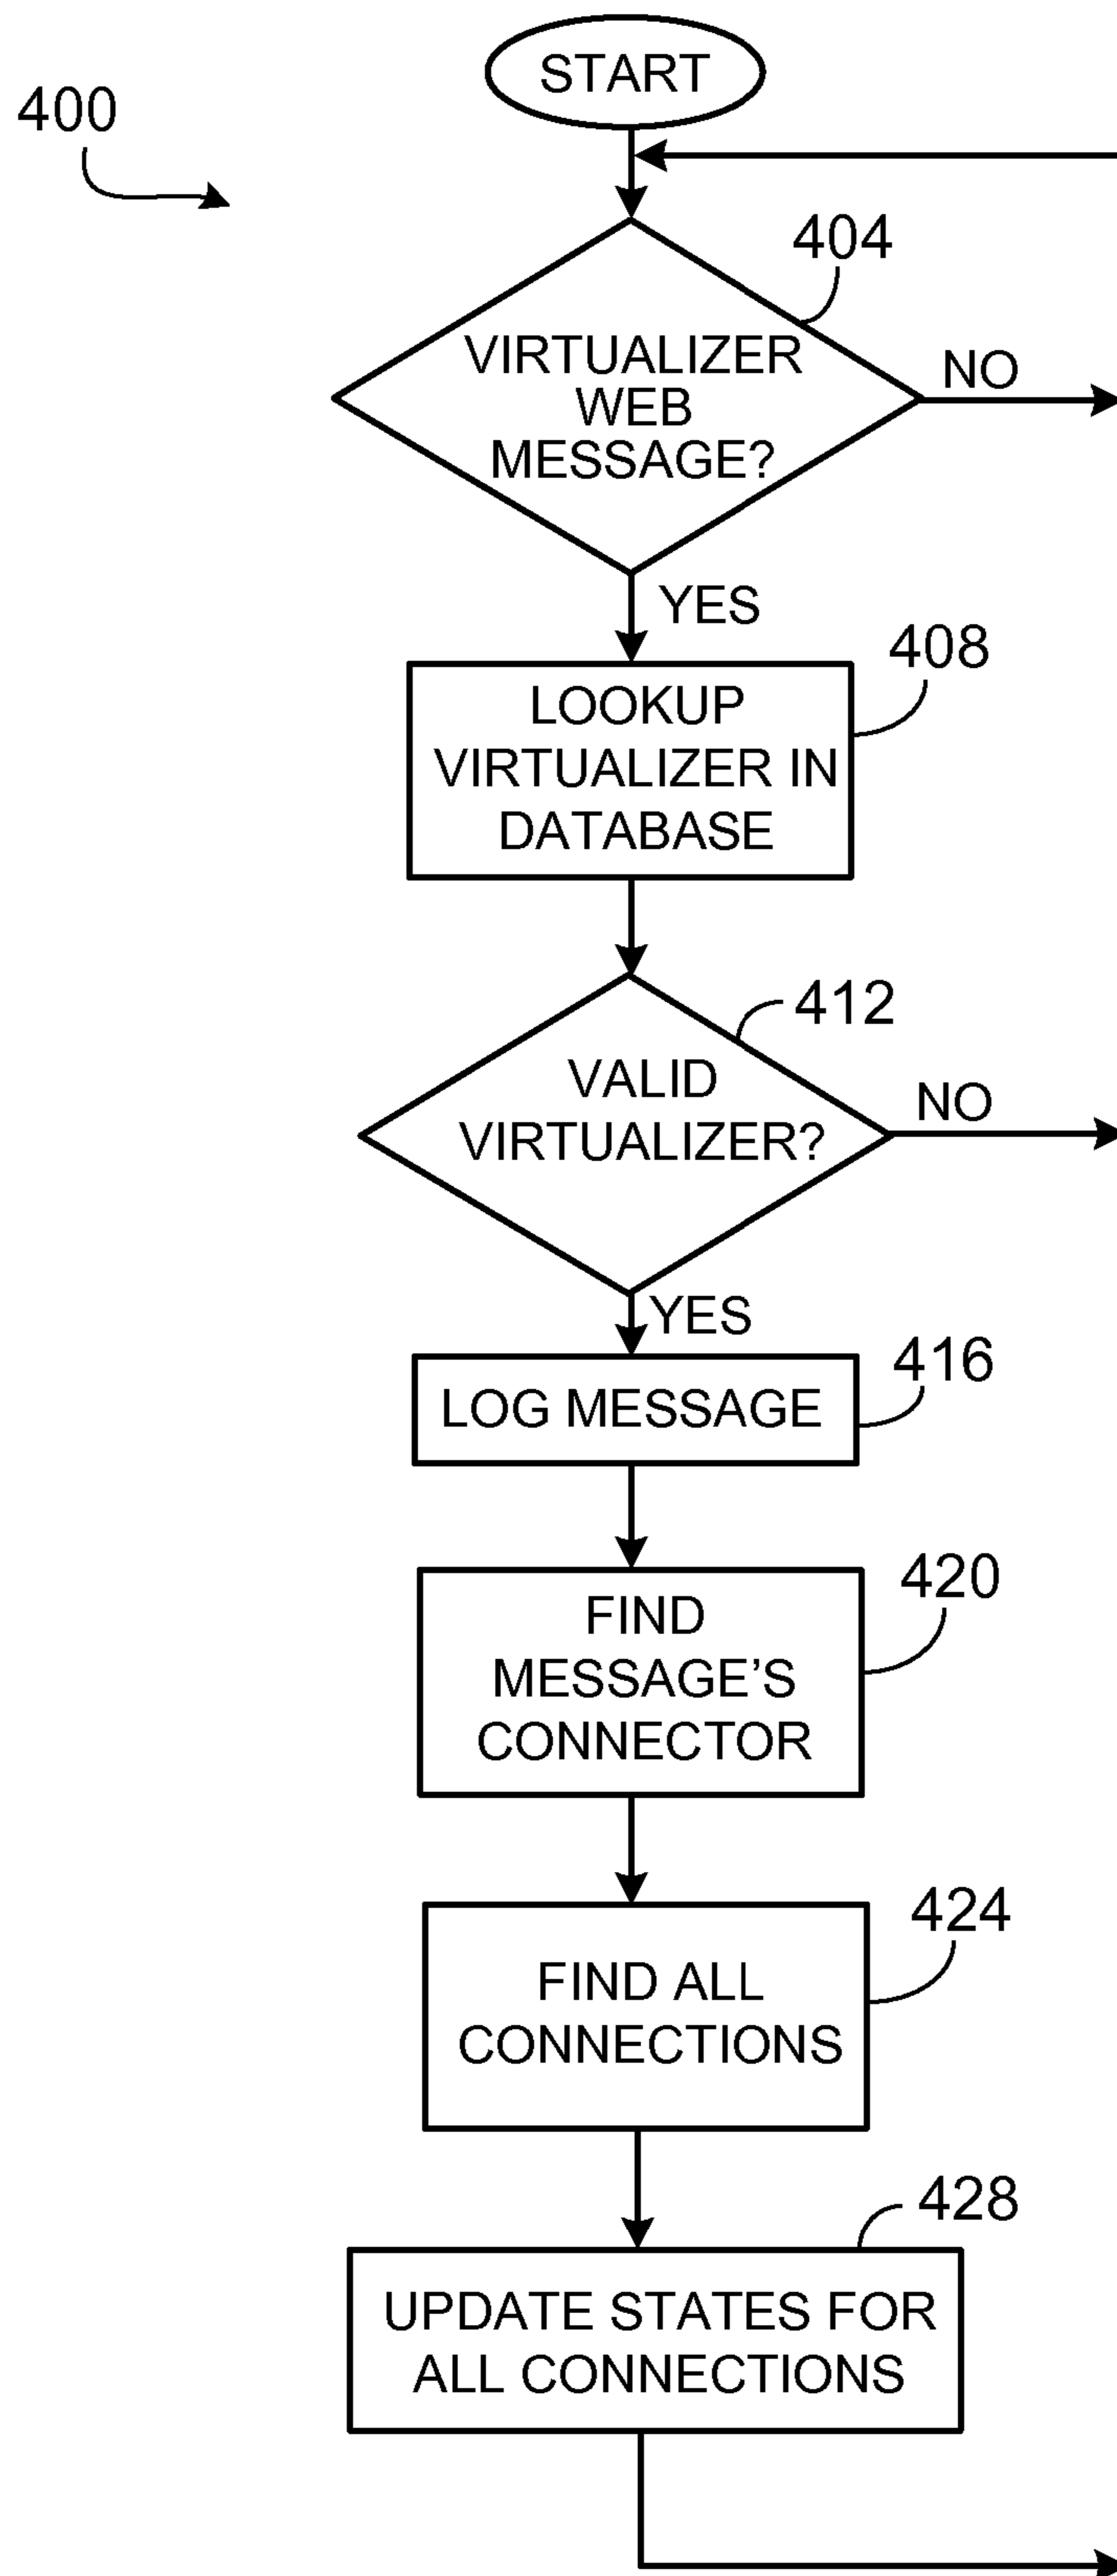 START
400
404
VIRTUALIZER
WEB
MESSAGE?
NO
YES
408
LOOKUP
VIRTUALIZER IN
DATABASE
412
VALID
VIRTUALIZER?
NO
YES
416
LOG MESSAGE
420
FIND
MESSAGE’S
CONNECTOR
424
FIND ALL
CONNECTIONS
428
UPDATE STATES FOR
ALL CONNECTIONS